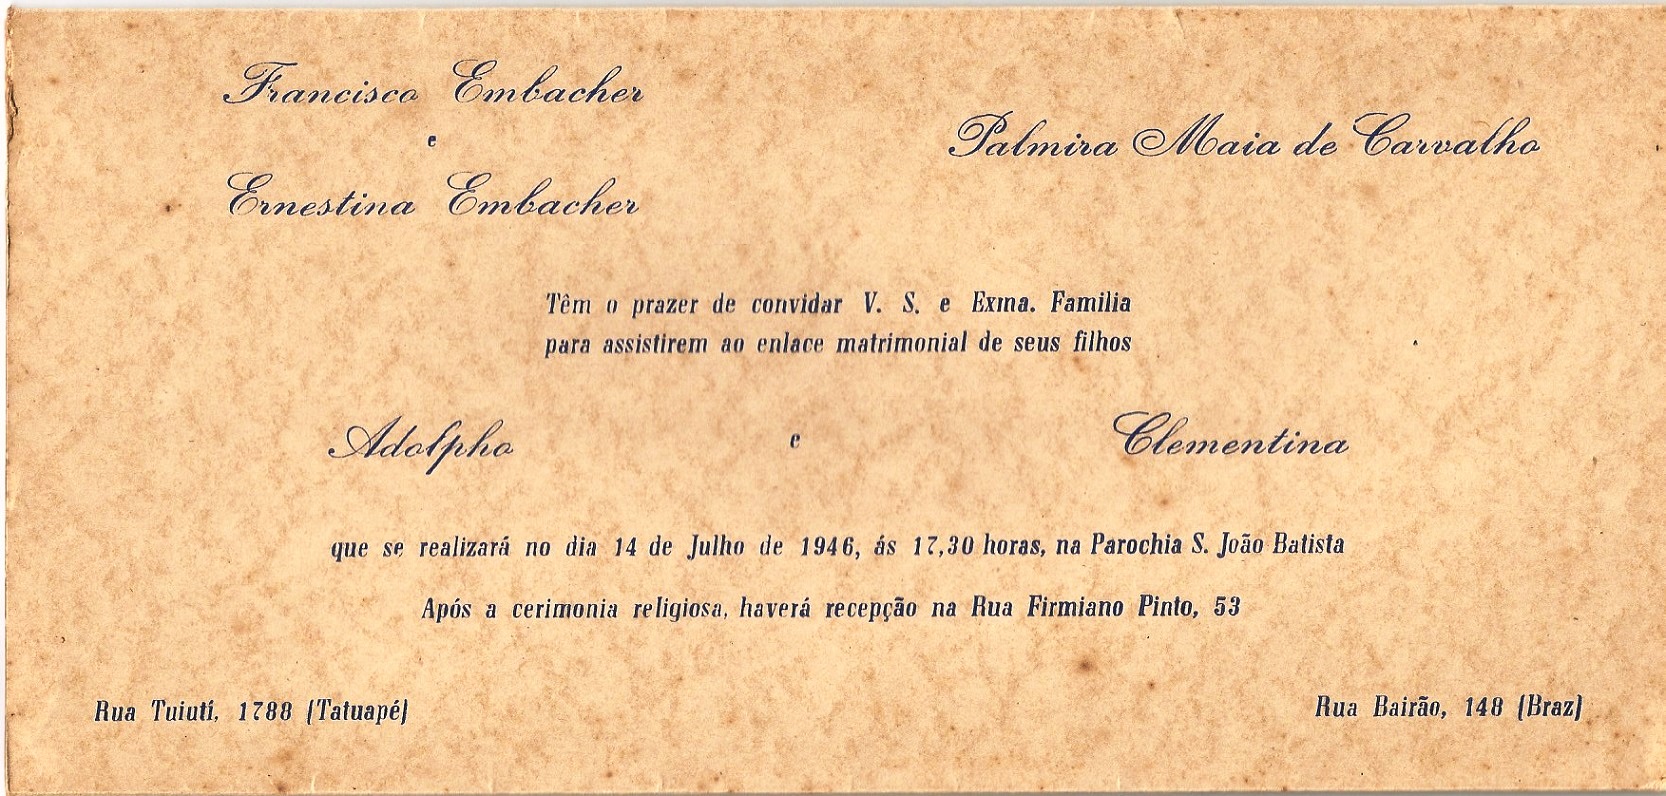 Francisco Embacher
e
Ernestina Embacher
Palmira Maia de Carvalho
Têm o prazer de convidar V. S. e Exma. Familia
para assistirem ao enlace matrimonial de seus filhos
Adolpho e Clementina
que se realizará no dia 14 de Julho de 1946, ás 17,30 horas, na Parochia S. João Batista
Após a cerimonia religiosa, haverá recepção na Rua Firmiano Pinto, 53
Rua Tuiutí, 1788 (Tatuapé)
Rua Bairão, 148 (Braz)